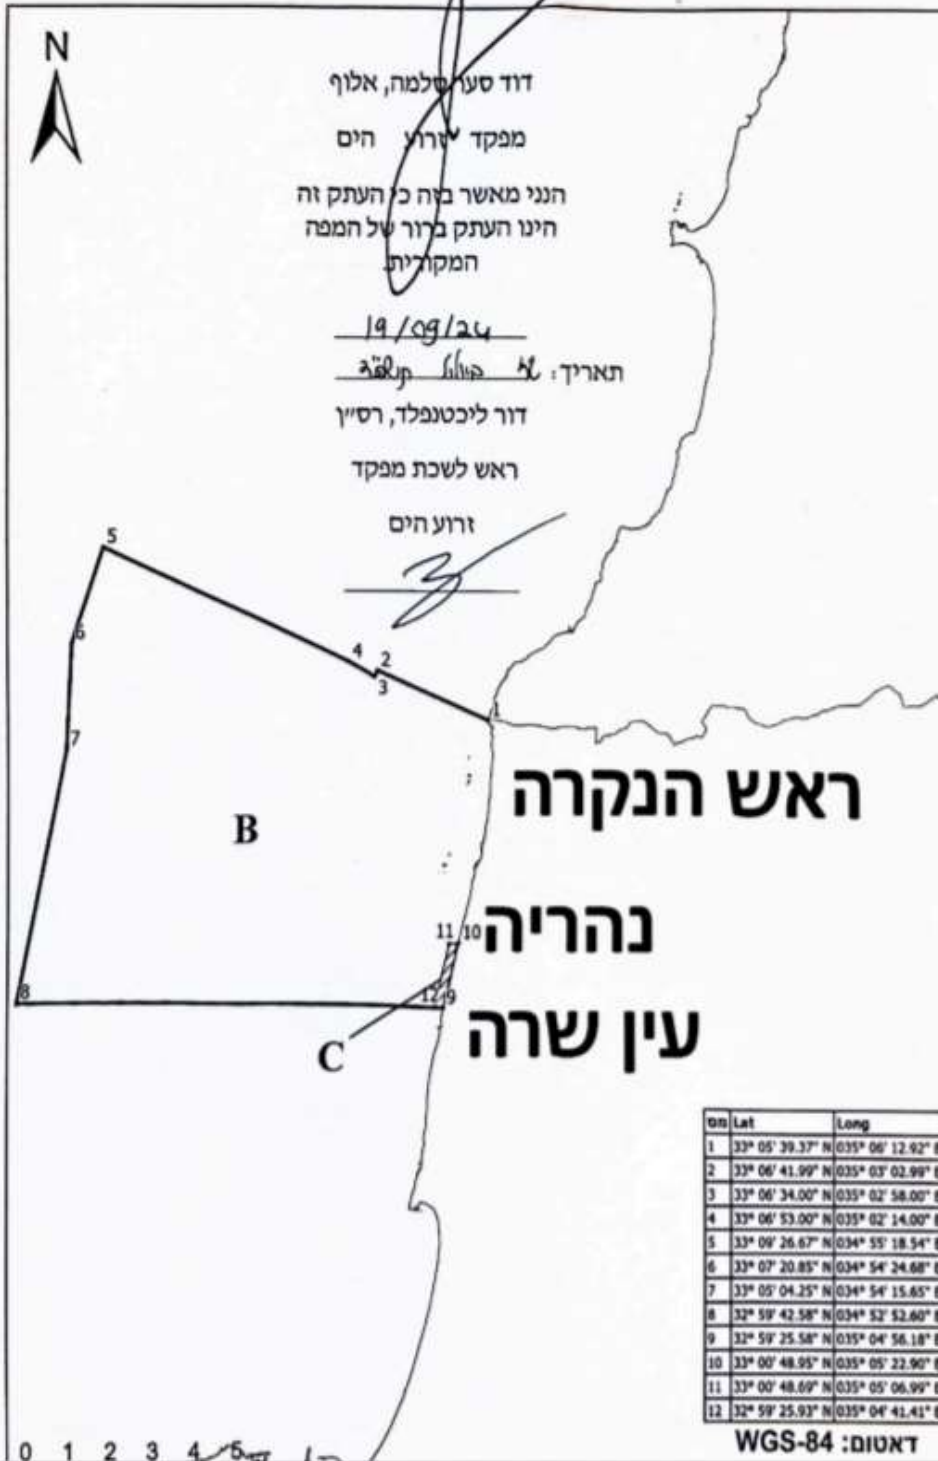 N
דוד סער סלמה, אלוף
מפקד זרוע הים
הנני מאשר בזה כי העתק זה
הינו העתק ברור של המפה
המקורית.
19/09/24
תאריך:
דור ליכטנפלד, רס״ן
ראש לשכת מפקד
זרוע הים
5
6
4 2
3
1
7
ראש הנקרה
B
נהריה
11 10
8
12 9
עין שרה
C
מס Lat Long
1 33° 05' 39.37" N 035° 06' 12.92" E
2 33° 06' 41.99" N 035° 03' 02.99" E
3 33° 06' 34.00" N 035° 02' 58.00" E
4 33° 06' 53.00" N 035° 02' 14.00" E
5 33° 09' 26.67" N 034° 55' 18.54" E
6 33° 07' 20.85" N 034° 54' 24.68" E
7 33° 05' 04.25" N 034° 54' 15.65" E
8 32° 59' 42.58" N 034° 52' 52.60" E
9 32° 59' 25.58" N 035° 04' 56.18" E
10 33° 00' 48.95" N 035° 05' 22.90" E
11 33° 00' 48.69" N 035° 05' 06.99" E
12 32° 59' 25.93" N 035° 04' 41.41" E
דאטום: WGS-84
0 1 2 3 4 5